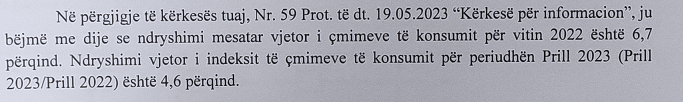 Në përgjigje të kërkesës tuaj, Nr. 59 Prot. të dt. 19.05.2023 “Kërkesë për informacion”, ju
bëjmë me dije se ndryshimi mesatar vjetor i çmimeve të konsumit për vitin 2022 është 6,7
përqind. Ndryshimi vjetor i indeksit të çmimeve të konsumit për periudhën Prill 2023 (Prill
2023/Prill 2022) është 4,6 përqind.